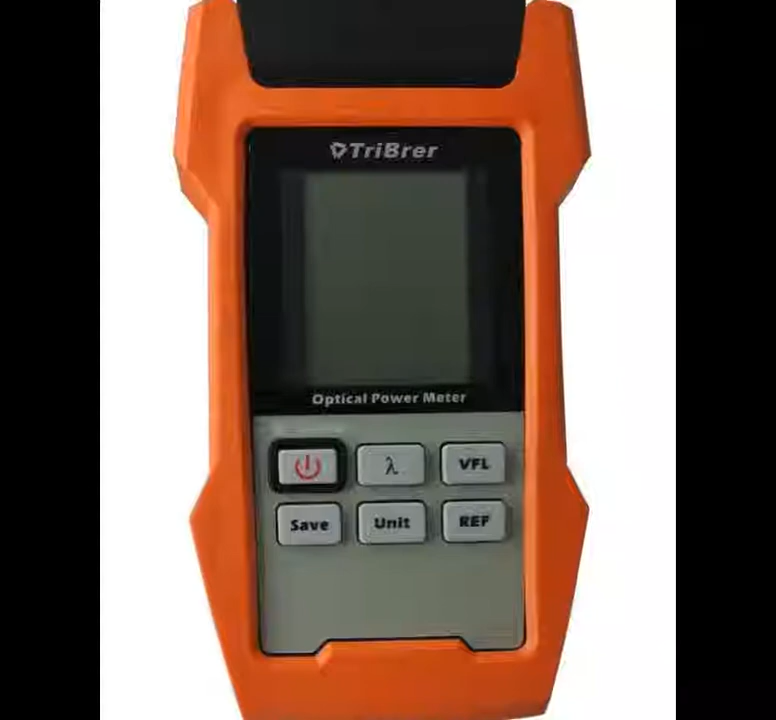 TriBrer
Optical Power Meter
λ
VFL
Save
Unit
REF